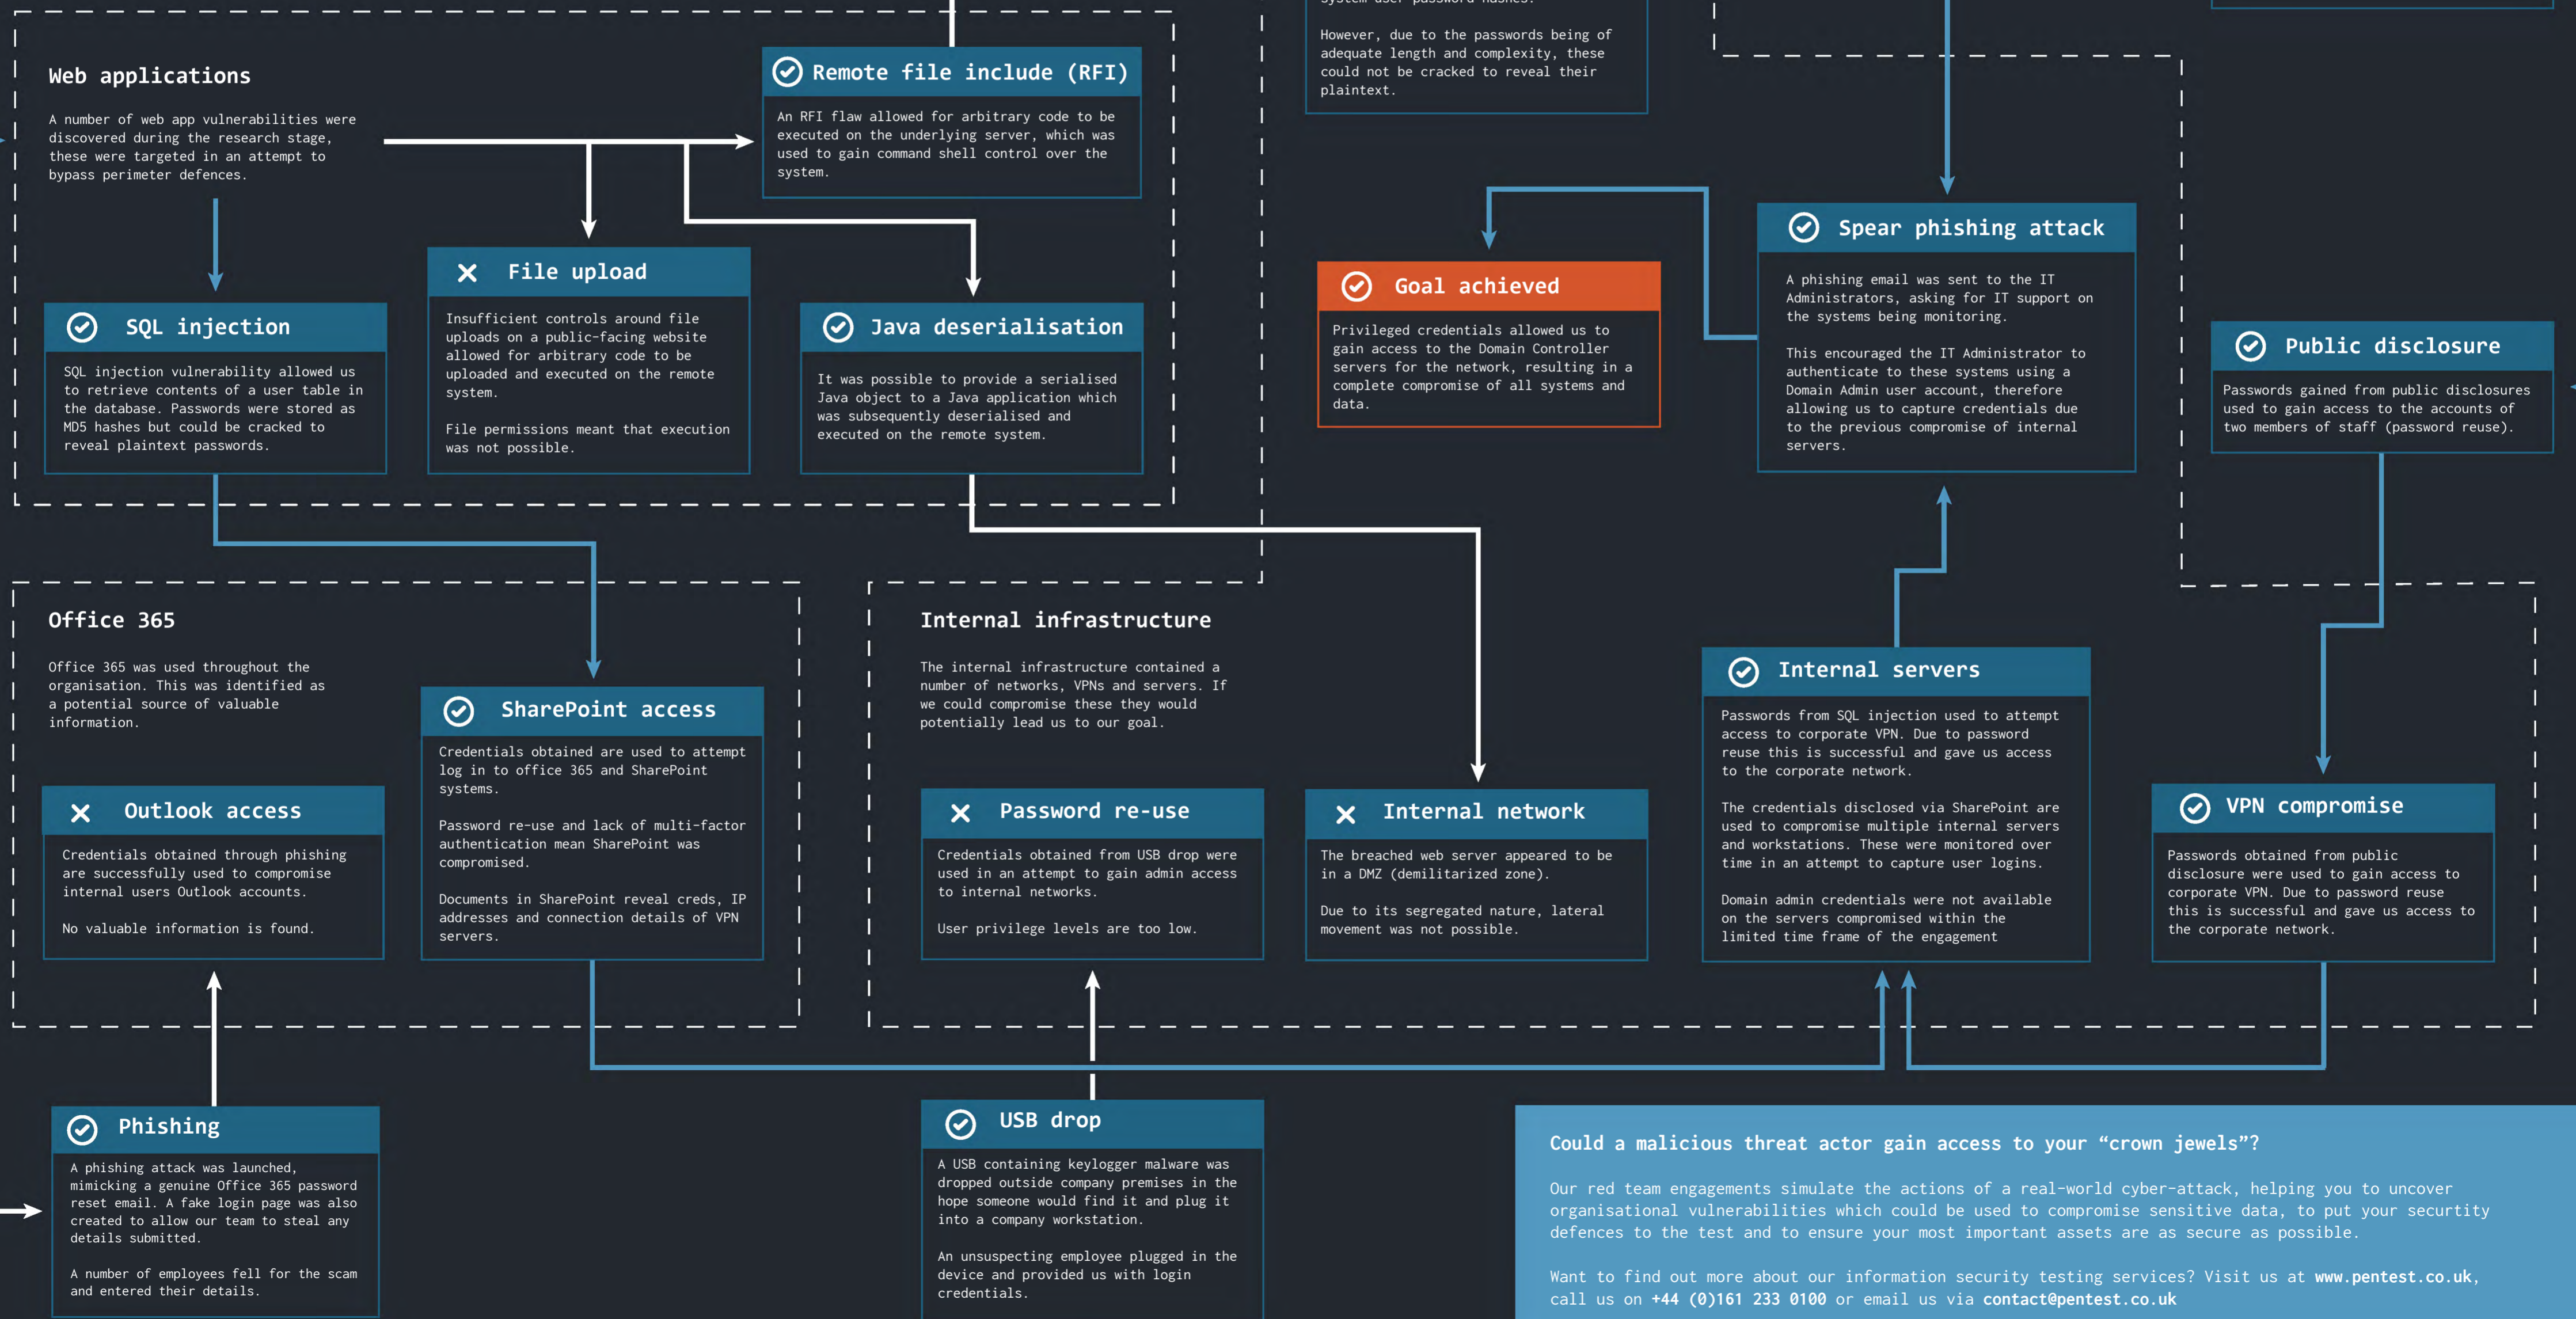 Web applications
A number of web app vulnerabilities were
discovered during the research stage,
these were targeted in an attempt to
bypass perimeter defences.
Remote file include (RFI)
An RFI flaw allowed for arbitrary code to be
executed on the underlying server, which was
used to gain command shell control over the
system.
system user password hashes.
However, due to the passwords being of
adequate length and complexity, these
could not be cracked to reveal their
plaintext.
SQL injection
SQL injection vulnerability allowed us
to retrieve contents of a user table in
the database. Passwords were stored as
MD5 hashes but could be cracked to
reveal plaintext passwords.
File upload
Insufficient controls around file
uploads on a public-facing website
allowed for arbitrary code to be
uploaded and executed on the remote
system.
File permissions meant that execution
was not possible.
Java deserialisation
It was possible to provide a serialised
Java object to a Java application which
was subsequently deserialised and
executed on the remote system.
Goal achieved
Privileged credentials allowed us to
gain access to the Domain Controller
servers for the network, resulting in a
complete compromise of all systems and
data.
Spear phishing attack
A phishing email was sent to the IT
Administrators, asking for IT support on
the systems being monitoring.
This encouraged the IT Administrator to
authenticate to these systems using a
Domain Admin user account, therefore
allowing us to capture credentials due
to the previous compromise of internal
servers.
Public disclosure
Passwords gained from public disclosures
used to gain access to the accounts of
two members of staff (password reuse).
Office 365
Office 365 was used throughout the
organisation. This was identified as
a potential source of valuable
information.
Outlook access
Credentials obtained through phishing
are successfully used to compromise
internal users Outlook accounts.
No valuable information is found.
SharePoint access
Credentials obtained are used to attempt
log in to office 365 and SharePoint
systems.
Password re-use and lack of multi-factor
authentication mean SharePoint was
compromised.
Documents in SharePoint reveal creds, IP
addresses and connection details of VPN
servers.
Internal infrastructure
The internal infrastructure contained a
number of networks, VPNs and servers. If
we could compromise these they would
potentially lead us to our goal.
Password re-use
Credentials obtained from USB drop were
used in an attempt to gain admin access
to internal networks.
User privilege levels are too low.
Internal network
The breached web server appeared to be
in a DMZ (demilitarized zone).
Due to its segregated nature, lateral
movement was not possible.
Internal servers
Passwords from SQL injection used to attempt
access to corporate VPN. Due to password
reuse this is successful and gave us access
to the corporate network.
The credentials disclosed via SharePoint are
used to compromise multiple internal servers
and workstations. These were monitored over
time in an attempt to capture user logins.
Domain admin credentials were not available
on the servers compromised within the
limited time frame of the engagement
VPN compromise
Passwords obtained from public
disclosure were used to gain access to
corporate VPN. Due to password reuse
this is successful and gave us access to
the corporate network.
Phishing
A phishing attack was launched,
mimicking a genuine Office 365 password
reset email. A fake login page was also
created to allow our team to steal any
details submitted.
A number of employees fell for the scam
and entered their details.
USB drop
A USB containing keylogger malware was
dropped outside company premises in the
hope someone would find it and plug it
into a company workstation.
An unsuspecting employee plugged in the
device and provided us with login
credentials.
Could a malicious threat actor gain access to your “crown jewels”?
Our red team engagements simulate the actions of a real-world cyber-attack, helping you to uncover
organisational vulnerabilities which could be used to compromise sensitive data, to put your securtity
defences to the test and to ensure your most important assets are as secure as possible.
Want to find out more about our information security testing services? Visit us at www.pentest.co.uk,
call us on +44 (0)161 233 0100 or email us via contact@pentest.co.uk